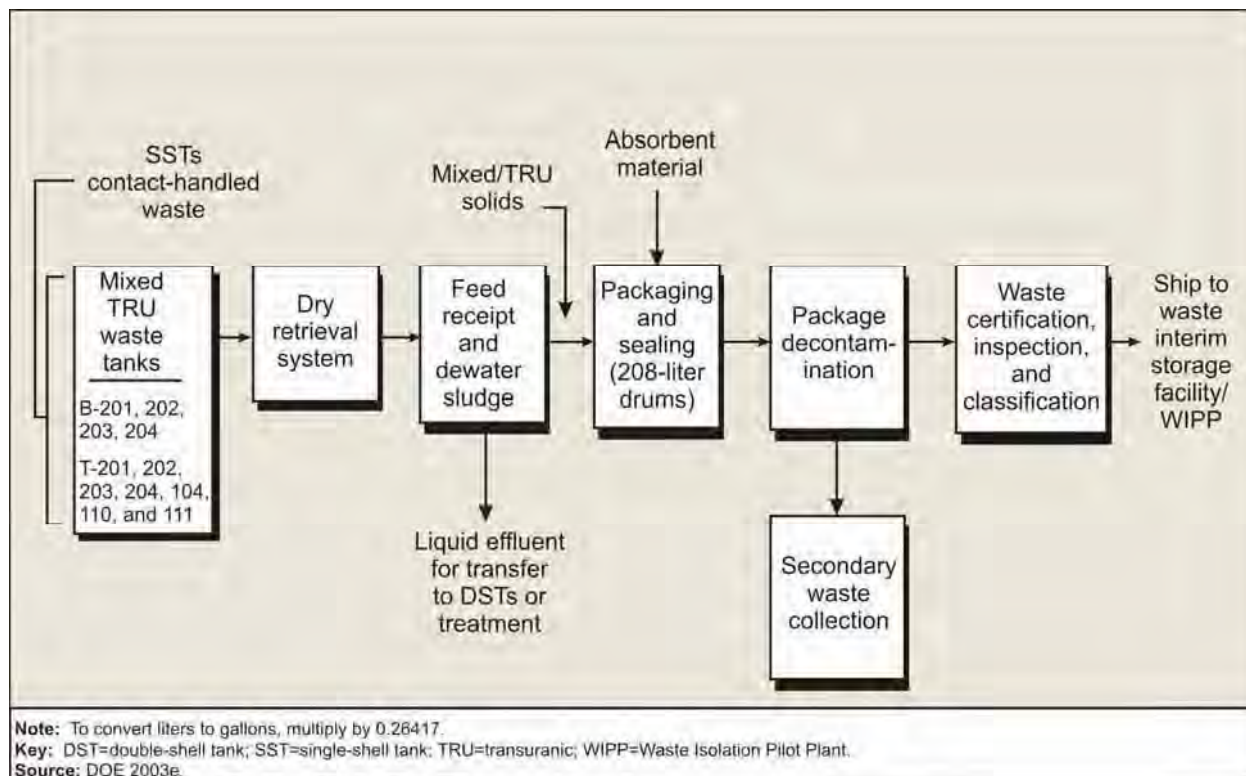 SSTs
contact-handled
waste
Mixed
TRU
waste
tanks
B-201, 202,
203, 204
T-201, 202,
203, 204, 104,
110, and 111
Dry
retrieval
system
Feed
receipt
and
dewater
sludge
Liquid effluent
for transfer
to DSTs or
treatment
Mixed/TRU
solids
Absorbent
material
Packaging
and
sealing
(208-liter
drums)
Package
decontam-
ination
Secondary
waste
collection
Waste
certification,
inspection,
and
classification
Ship to
waste
interim
storage
facility/
WIPP
Note: To convert liters to gallons, multiply by 0.26417.
Key: DST=double-shell tank; SST=single-shell tank; TRU=transuranic; WIPP=Waste Isolation Pilot Plant.
Source: DOE 2003e.